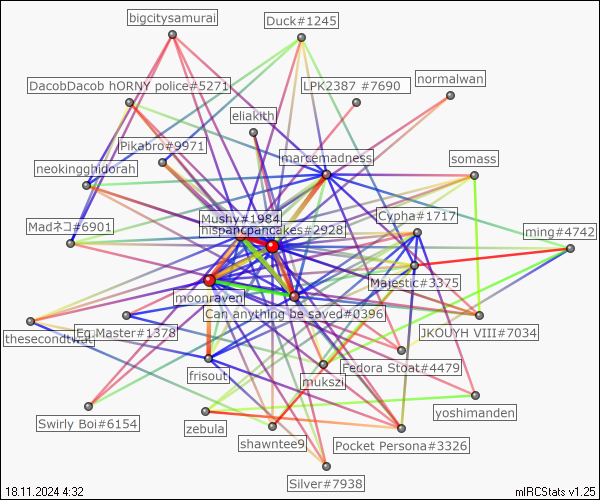 bigcitysamurai
Duck#1245
DacobDacob hORNY police#5271
LPK2387 #7690
normalwan
eliakith
Pikabro#9971
marcemadness
somass
neokingghidorah
Mushy#1984
Cypha#1717
Madネコ#6901
hispancpancakes#2928
ming#4742
Majestic#3375
moonraven
Can anything be saved#0396
thesecondtwat
Eg.Master#1378
JKOUYH VIII#7034
frisout
mukszi
Fedora Stoat#4479
Swirly Boi#6154
zebula
yoshimanden
shawntee9
Pocket Persona#3326
Silver#7938
18.11.2024 4:32
mIRCStats v1.25